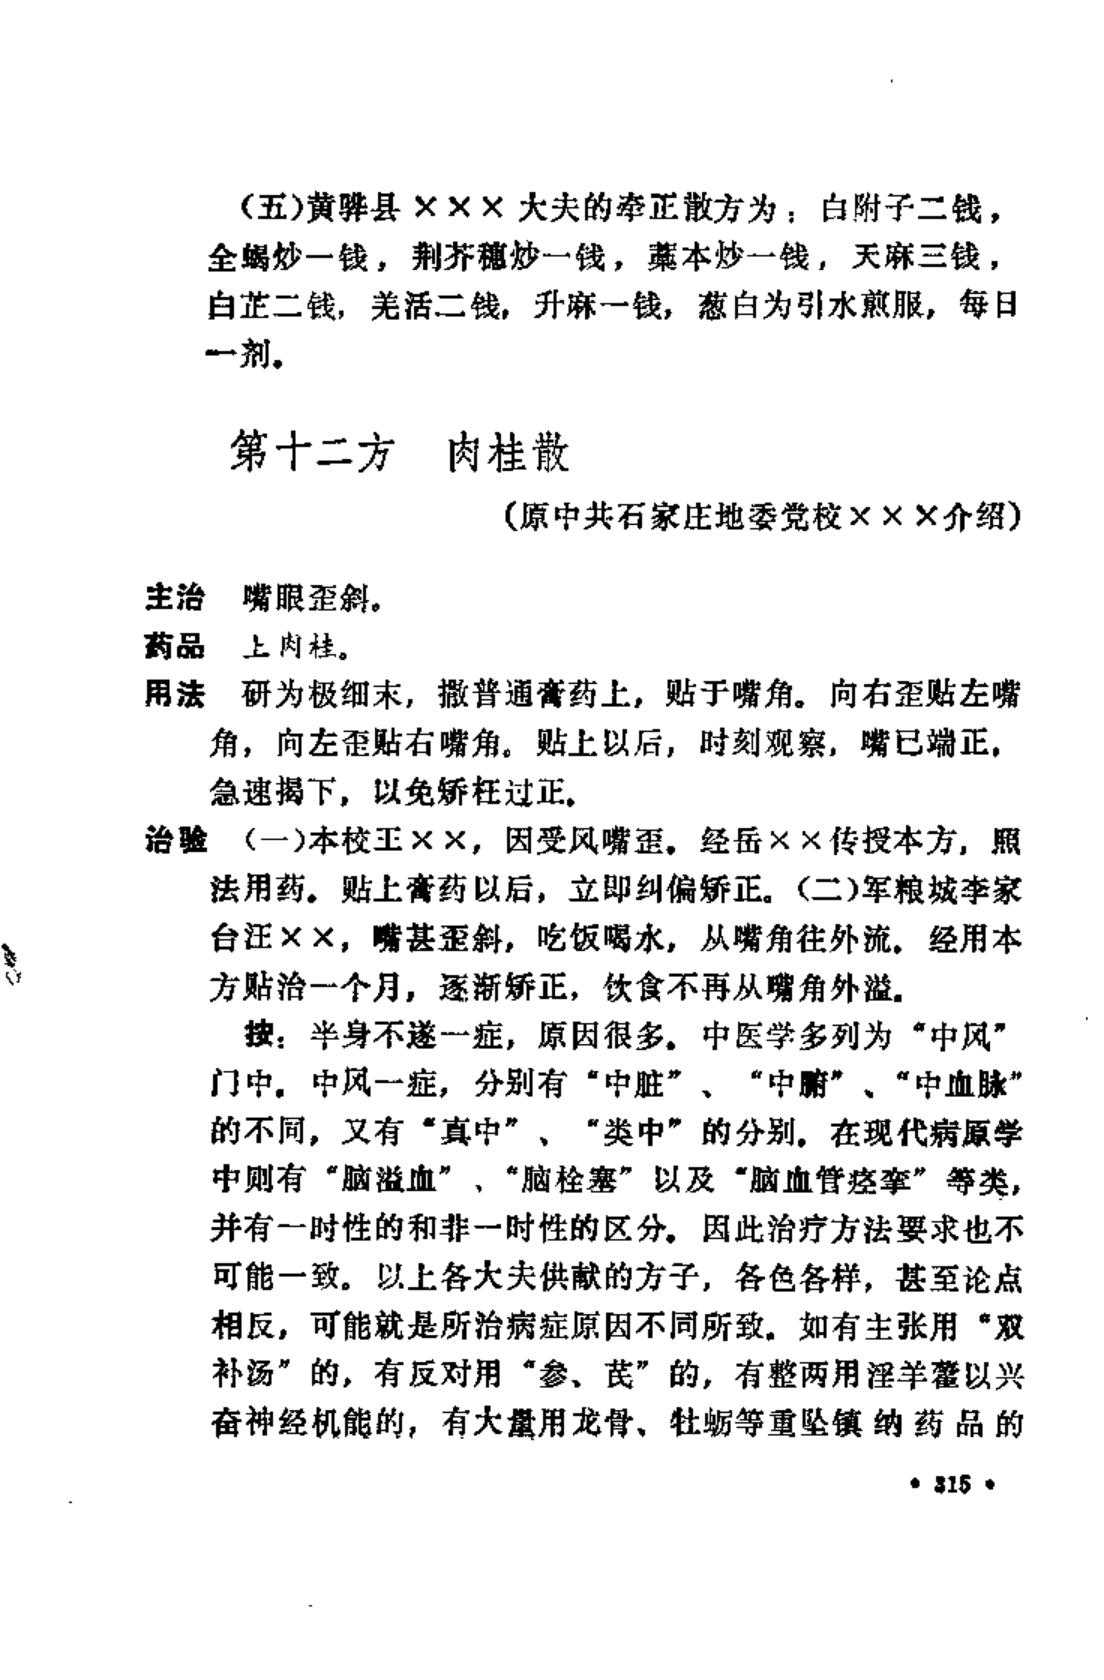 (五)黄骅县×××大夫的牵正散方为：白附子二钱，
全蝎炒一钱，荆芥穗炒一钱，藁本炒一钱，天麻三钱，
白芷二钱，羌活二钱，升麻一钱，葱白为引水煎服，每日
一剂。
第十二方 肉桂散
(原中共石家庄地委党校×××介绍)
主治 嘴眼歪斜。
药品 上肉桂。
用法 研为极细末，撒普通膏药上，贴于嘴角。向右歪贴左嘴
角，向左歪贴右嘴角。贴上以后，时刻观察，嘴已端正，
急速揭下，以免矫枉过正。
治验 (一)本校王××，因受风嘴歪。经岳××传授本方，照
法用药。贴上膏药以后，立即纠偏矫正。(二)军粮城李家
台汪××，嘴甚歪斜，吃饭喝水，从嘴角往外流。经用本
方贴治一个月，逐渐矫正，饮食不再从嘴角外溢。
按：半身不遂一症，原因很多。中医学多列为“中风”
门中。中风一症，分别有“中脏”、“中腑”、“中血脉”
的不同，又有“真中”、“类中”的分别。在现代病原学
中则有“脑溢血”、“脑栓塞”以及“脑血管痉挛”等类，
并有一时性的和非一时性的区分。因此治疗方法要求也不
可能一致。以上各大夫供献的方子，各色各样，甚至论点
相反，可能就是所治病症原因不同所致。如有主张用“双
补汤”的，有反对用“参、芪”的，有整两用淫羊藿以兴
奋神经机能的，有大量用龙骨、牡蛎等重坠镇纳药品的
• 315 •